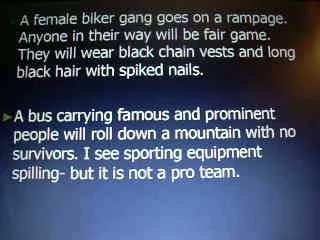 A female biker gang goes on a rampage.
Anyone in their way will be fair game.
They will wear black chain vests and long
black hair with spiked nails.
A bus carrying famous and prominent
people will roll down a mountain with no
survivors. I see sporting equipment
spilling- but it is not a pro team.